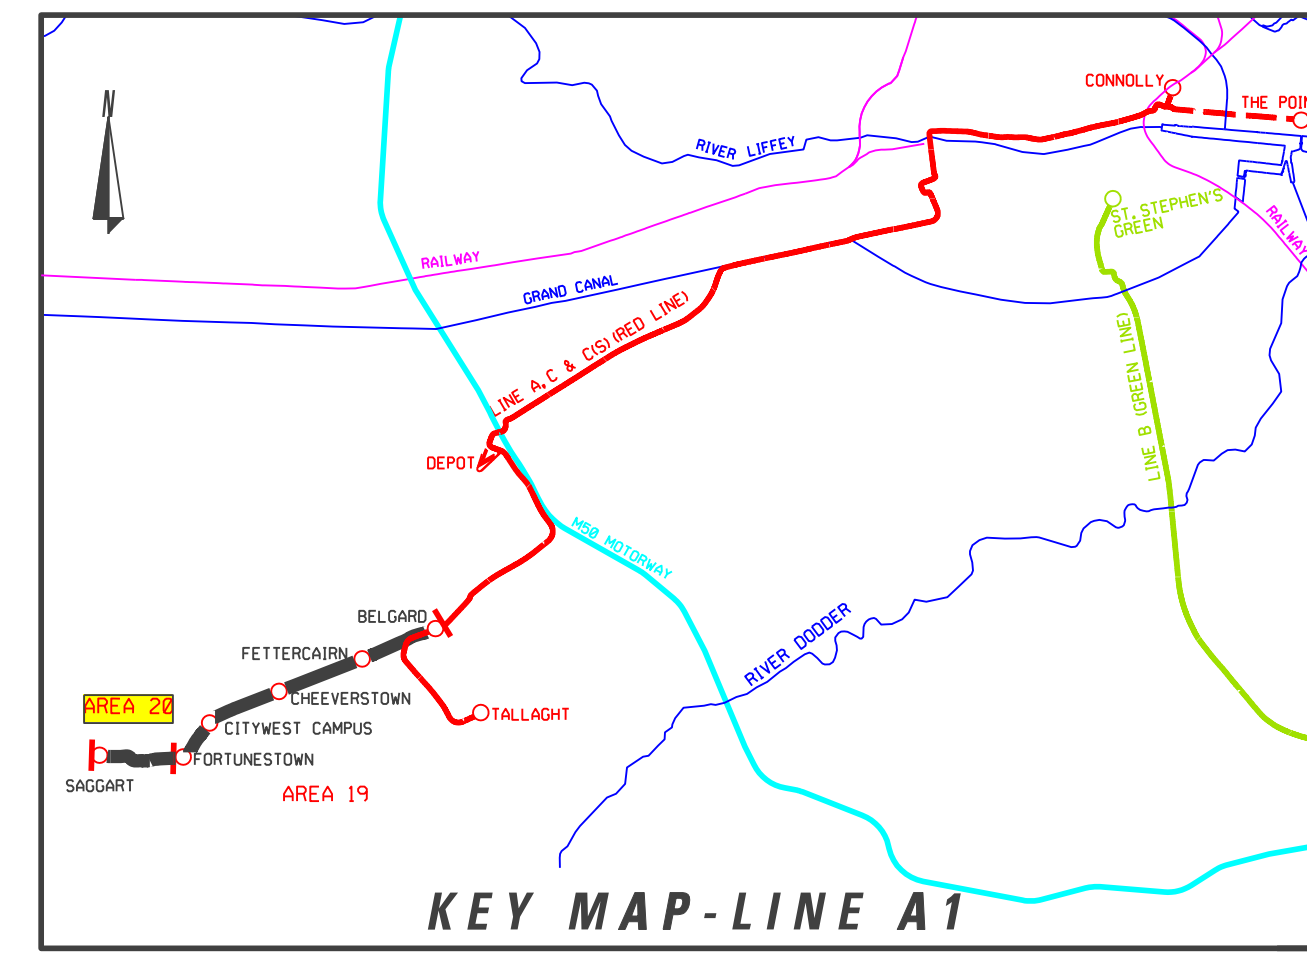 N
CONNOLLY
THE POIN
RIVER LIFFEY
ST. STEPHEN'S
GREEN
RAILWAY
RAILWAY
GRAND CANAL
LINE A,C & C(S) (RED LINE)
LINE B (GREEN LINE)
DEPOT
M50 MOTORWAY
BELGARD
RIVER DODDER
FETTERCAIRN
CHEEVERSTOWN
AREA 20
TALLAGHT
CITYWEST CAMPUS
FORTUNESTOWN
SAGGART
AREA 19
KEY MAP-LINE A1